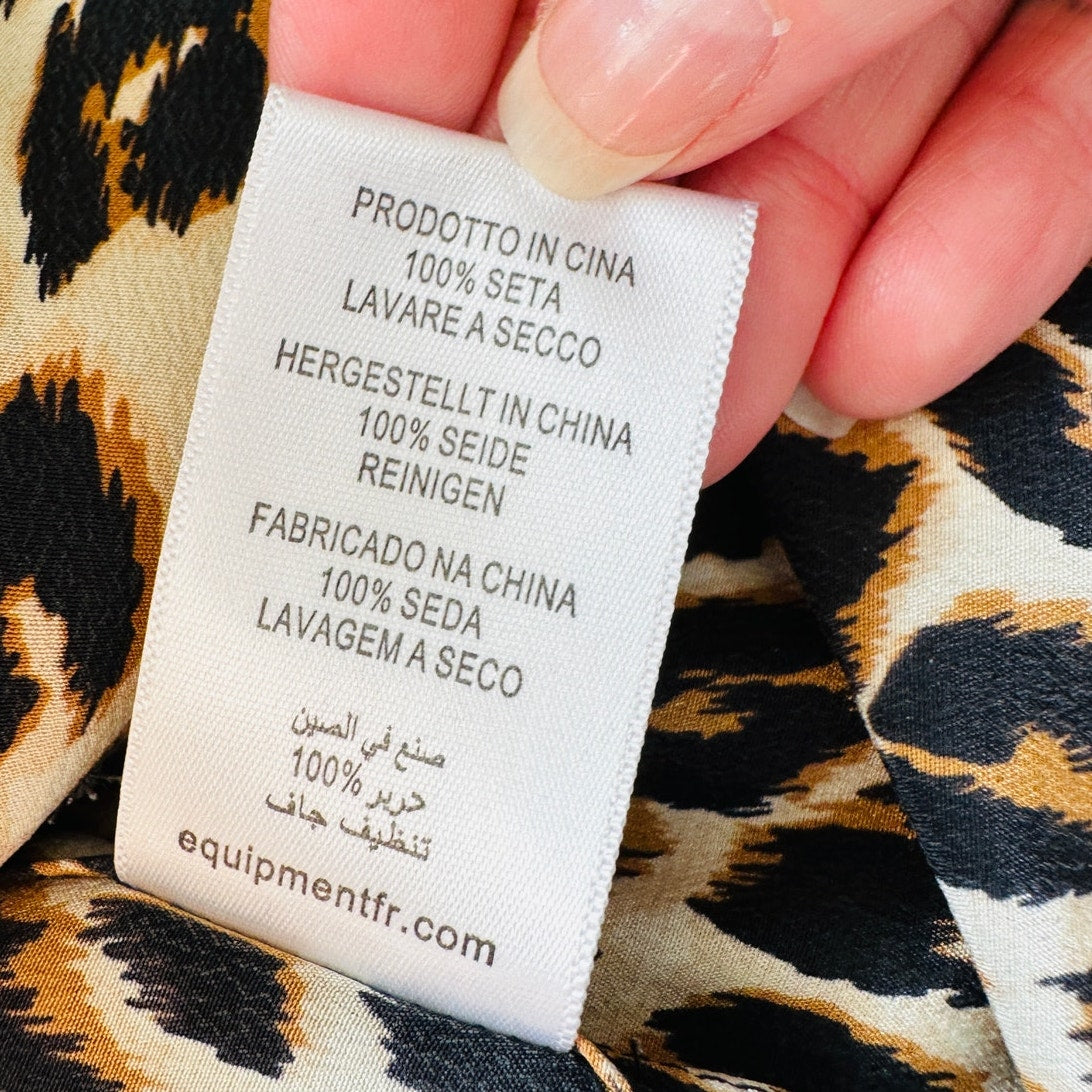 PRODOTTO IN CINA
100% SETA
LAVARE A SECCO
HERGESTELLT IN CHINA
100% SEIDE
REINIGEN
FABRICADO NA CHINA
100% SEDA
LAVAGEM A SECO
صنع في الصين
100% حرير
تنظيف جاف
equipmentfr.com